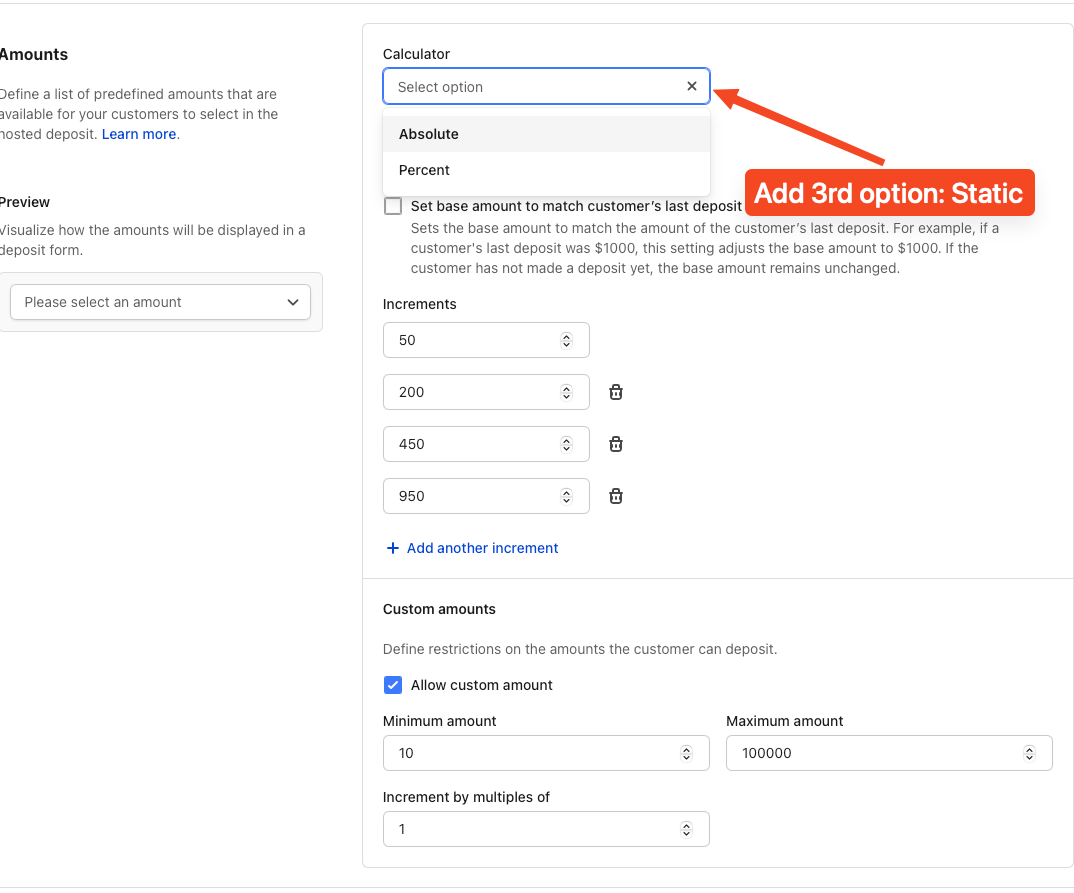 Amounts
Define a list of predefined amounts that are
available for your customers to select in the
hosted deposit. Learn more.
Preview
Visualize how the amounts will be displayed in a
deposit form.
Please select an amount
Calculator
Select option
Absolute
Percent
Add 3rd option: Static
Set base amount to match customer’s last deposit
Sets the base amount to match the amount of the customer’s last deposit. For example, if a
customer's last deposit was $1000, this setting adjusts the base amount to $1000. If the
customer has not made a deposit yet, the base amount remains unchanged.
Increments
50
200
450
950
Add another increment
Custom amounts
Define restrictions on the amounts the customer can deposit.
Allow custom amount
Minimum amount
Maximum amount
10
100000
Increment by multiples of
1